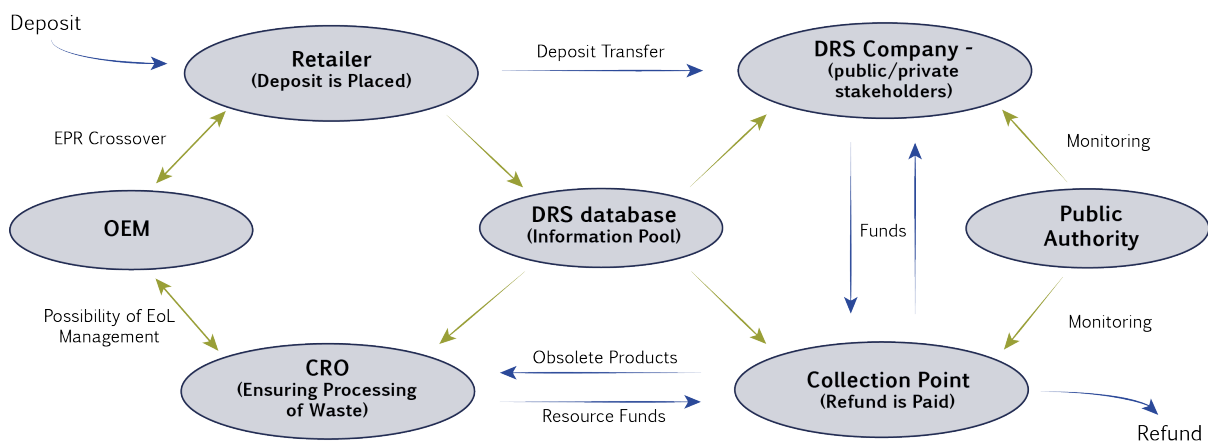 Deposit
Retailer
(Deposit is Placed)
Deposit Transfer
DRS Company -
(public/private
stakeholders)
EPR Crossover
Monitoring
OEM
DRS database
(Information Pool)
Funds
Public
Authority
Possibility of EoL
Management
Monitoring
CRO
(Ensuring Processing
of Waste)
Obsolete Products
Resource Funds
Collection Point
(Refund is Paid)
Refund